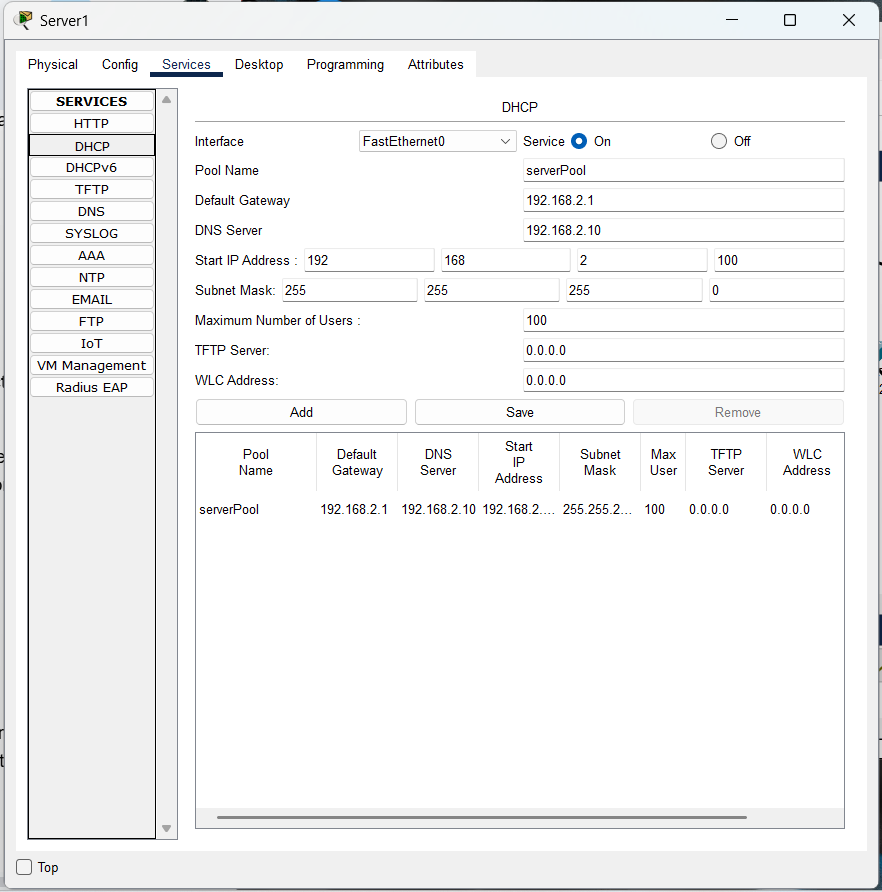 Server1
Physical Config Services Desktop Programming Attributes
SERVICES
HTTP
DHCP
DHCPv6
TFTP
DNS
SYSLOG
AAA
NTP
EMAIL
FTP
IoT
VM Management
Radius EAP
DHCP
Interface FastEthernet0 Service On Off
Pool Name serverPool
Default Gateway 192.168.2.1
DNS Server 192.168.2.10
Start IP Address : 192 168 2 100
Subnet Mask: 255 255 255 0
Maximum Number of Users : 100
TFTP Server: 0.0.0.0
WLC Address: 0.0.0.0
Add Save Remove
Pool Name Default Gateway DNS Server Start IP Address Subnet Mask Max User TFTP Server WLC Address
serverPool 192.168.2.1 192.168.2.10 192.168.2.... 255.255.2... 100 0.0.0.0 0.0.0.0
Top